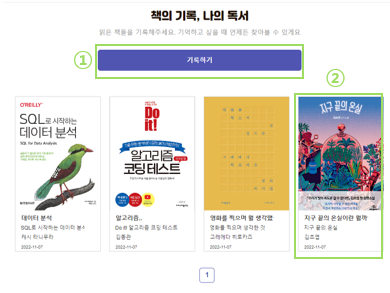 책의 기록, 나의 독서
읽은 책들을 기록해주세요. 기억하고 싶을 때 언제든 찾아볼 수 있게요
①
기록하기
②
O'REILLY
SQL로 시작하는
데이터 분석
SQL for Data Analysis
Do it!
알고리즘
코딩 테스트
지구 끝의 온실
데이터 분석
SQL로 시작하는 데이터 분석
캐시 타니무라
2022-11-07
알고리즘..
Do it! 알고리즘 코딩 테스트
김종관
2022-11-07
영화를 찍으며 뭘 생각했
영화를 찍으며 생각한 것
고레에다 히로카즈
2022-11-07
지구 끝의 온실이란 뭘까
지구 끝의 온실
김초엽
2022-11-07
1